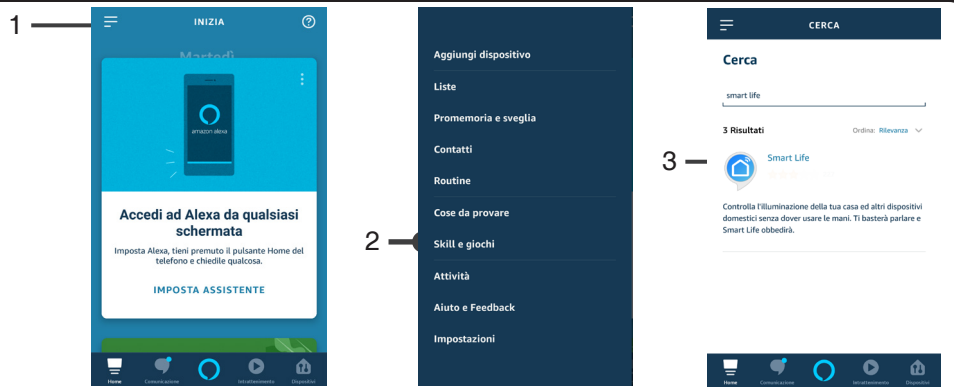 1
INIZIA
Martedì
amazon alexa
Accedi ad Alexa da qualsiasi
schermata
Imposta Alexa, tieni premuto il pulsante Home del
telefono e chiedile qualcosa.
IMPOSTA ASSISTENTE
Home
Comunicazione
Intrattenimento
Dispositivi
2
Aggiungi dispositivo
Liste
Promemoria e sveglia
Contatti
Routine
Cose da provare
Skill e giochi
Attività
Aiuto e Feedback
Impostazioni
3
CERCA
Cerca
smart life
3 Risultati
Ordina: Rilevanza
Smart Life
Controlla l'illuminazione della tua casa ed altri dispositivi
domestici senza dover usare le mani. Ti basterà parlare e
Smart Life obbedirà.
Home
Comunicazione
Intrattenimento
Dispositivi